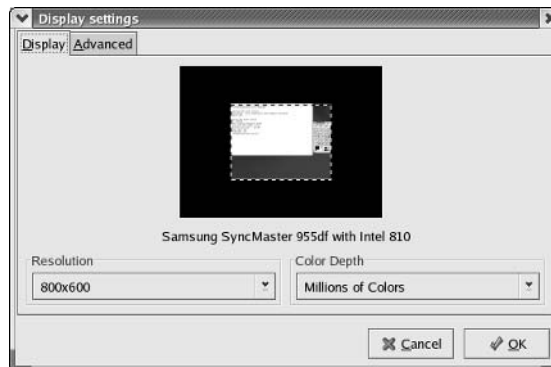 Display settings
Display Advanced
Samsung SyncMaster 955df with Intel 810
Resolution
800x600
Color Depth
Millions of Colors
Cancel
OK